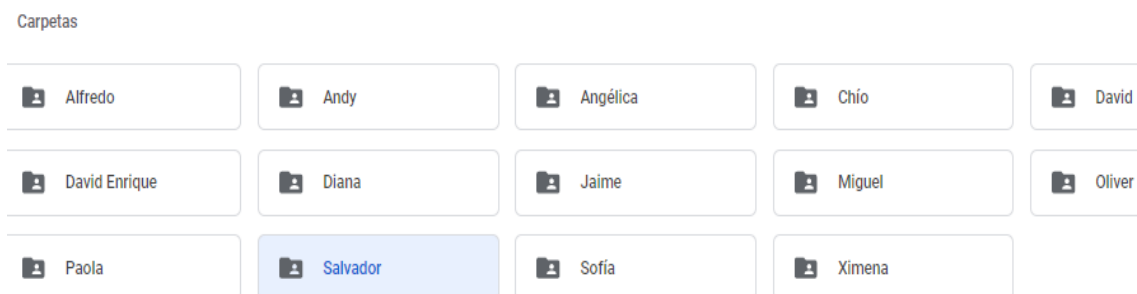 Carpetas
Alfredo Andy Angélica Chío David
David Enrique Diana Jaime Miguel Oliver
Paola Salvador Sofía Ximena